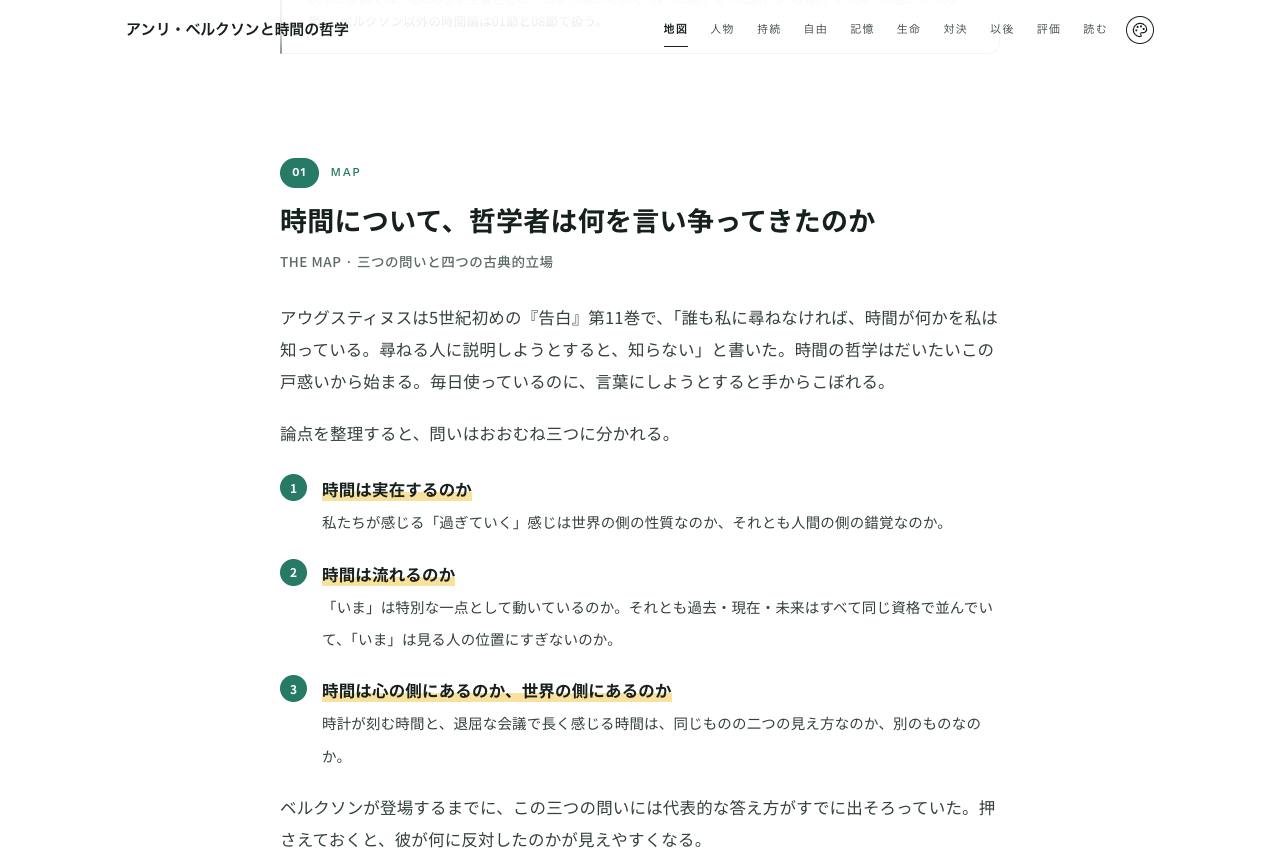 アンリ・ベルクソンと時間の哲学
地図 人物 持続 自由 記憶 生命 対決 以後 評価 読む
ベルクソン以外の時間論は01節と08節で扱う。
01 MAP
時間について、哲学者は何を言い争ってきたのか
THE MAP · 三つの問いと四つの古典的立場
アウグスティヌスは5世紀初めの『告白』第11巻で、「誰も私に尋ねなければ、時間が何かを私は
知っている。尋ねる人に説明しようとすると、知らない」と書いた。時間の哲学はだいたいこの
戸惑いから始まる。毎日使っているのに、言葉にしようとすると手からこぼれる。
論点を整理すると、問いはおおむね三つに分かれる。
1 時間は実在するのか
私たちが感じる「過ぎていく」感じは世界の側の性質なのか、それとも人間の側の錯覚なのか。
2 時間は流れるのか
「いま」は特別な一点として動いているのか。それとも過去・現在・未来はすべて同じ資格で並んでい
て、「いま」は見る人の位置にすぎないのか。
3 時間は心の側にあるのか、世界の側にあるのか
時計が刻む時間と、退屈な会議で長く感じる時間は、同じものの二つの見え方なのか、別のものなの
か。
ベルクソンが登場するまでに、この三つの問いには代表的な答え方がすでに出そろっていた。押
さえておくと、彼が何に反対したのかが見えやすくなる。